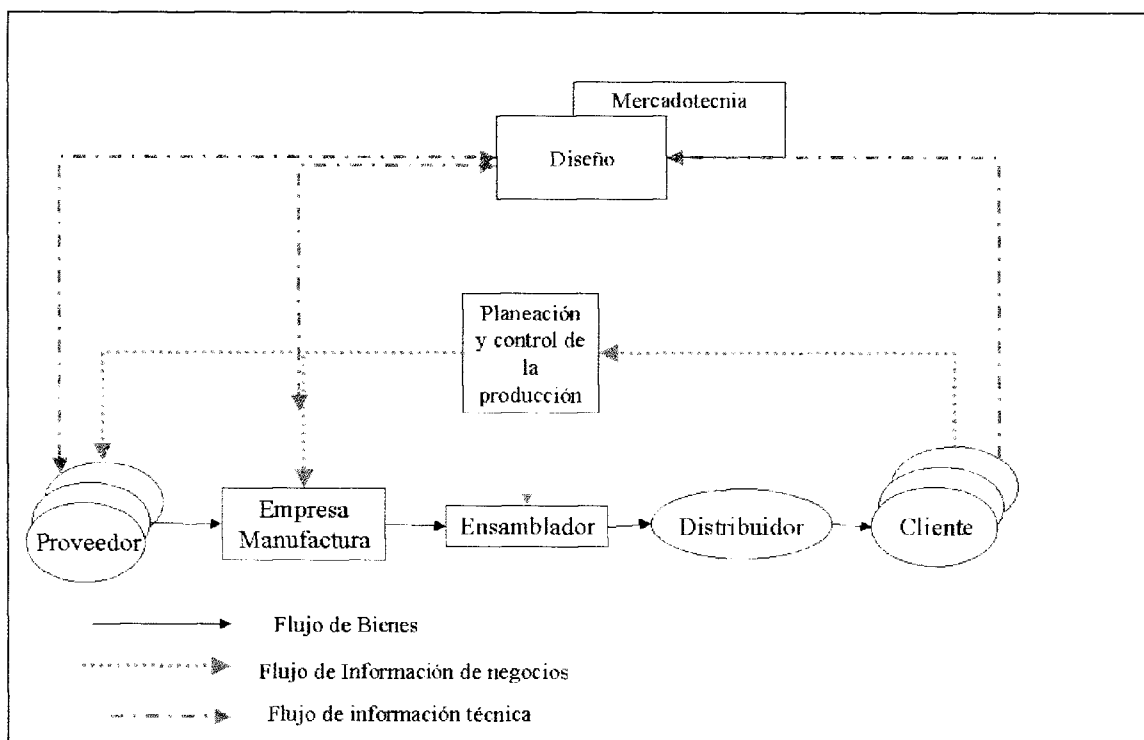 Mercadotecnia
Diseño
Planeación
y control de
la
producción
Proveedor
Empresa
Manufactura
Ensamblador
Distribuidor
Cliente
Flujo de Bienes
Flujo de Información de negocios
Flujo de información técnica